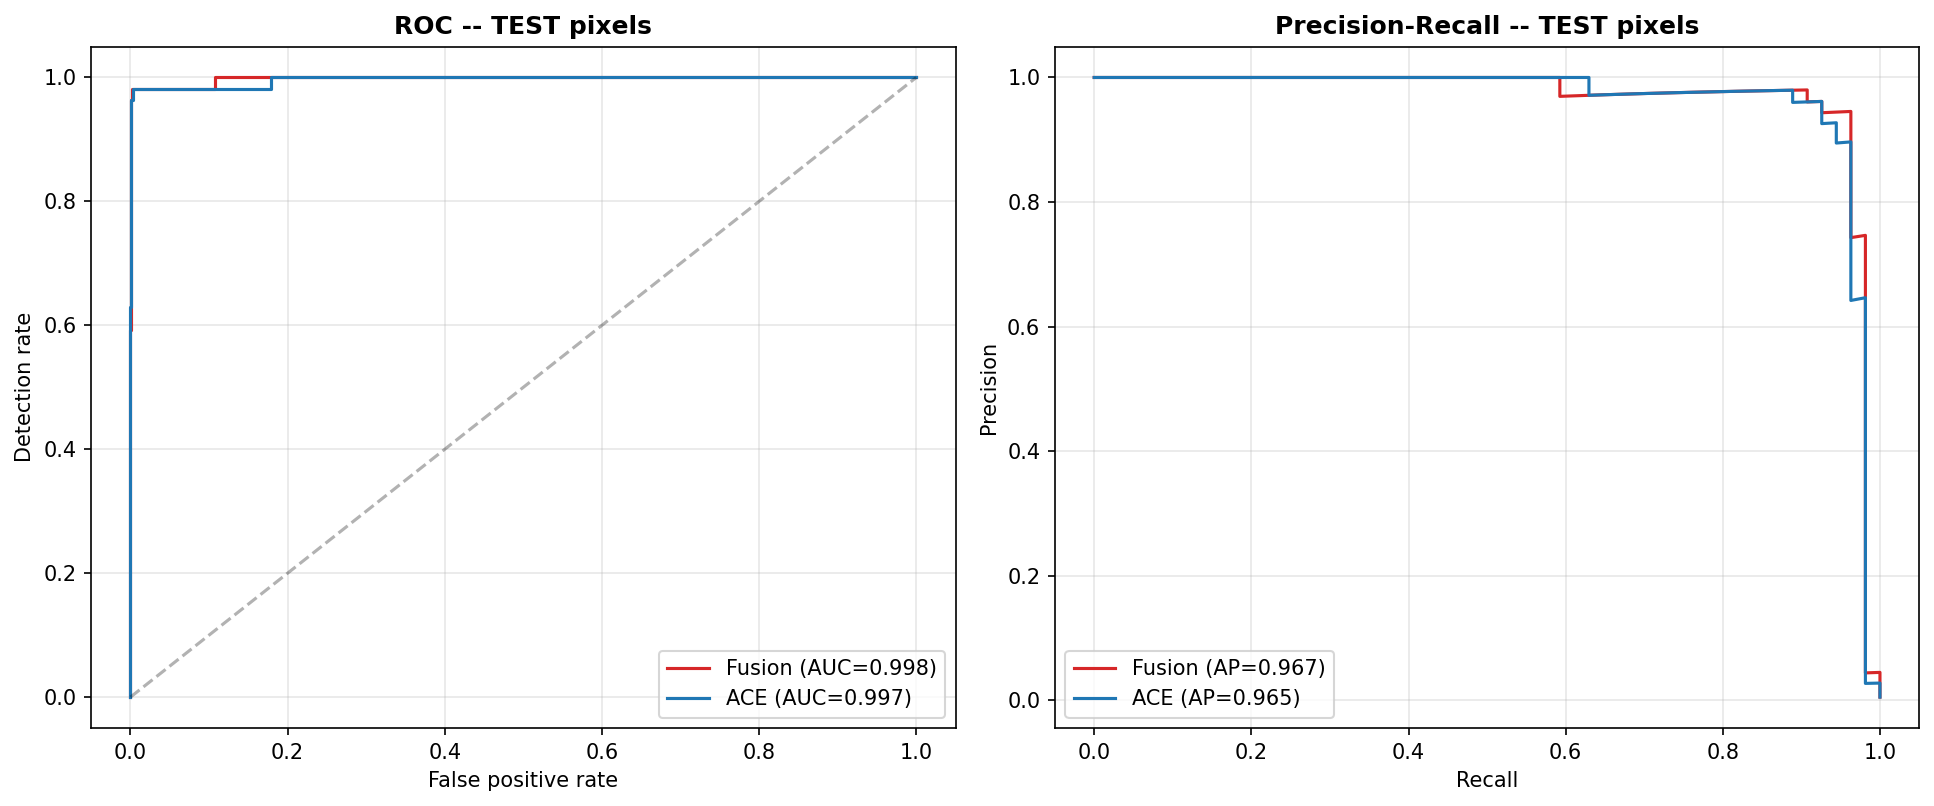 ROC -- TEST pixels
Detection rate
1.0
0.8
0.6
0.4
0.2
0.0
Fusion (AUC=0.998)
ACE (AUC=0.997)
0.0 0.2 0.4 0.6 0.8 1.0
False positive rate
Precision-Recall -- TEST pixels
Precision
1.0
0.8
0.6
0.4
0.2
0.0
Fusion (AP=0.967)
ACE (AP=0.965)
0.0 0.2 0.4 0.6 0.8 1.0
Recall